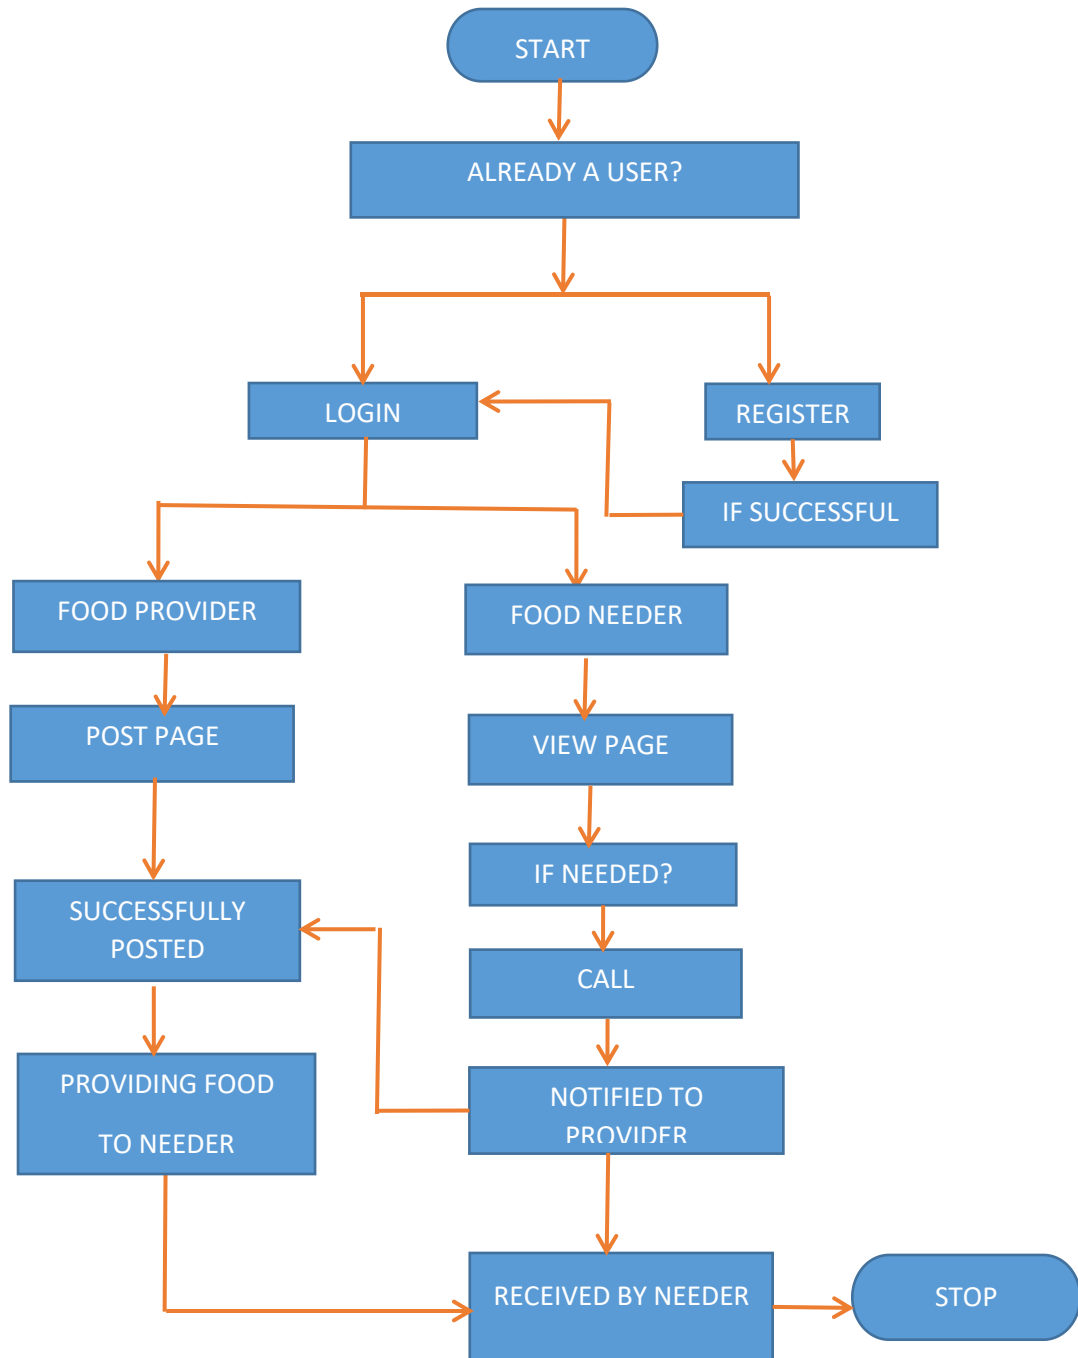 START
ALREADY A USER?
LOGIN
REGISTER
IF SUCCESSFUL
FOOD PROVIDER
FOOD NEEDER
POST PAGE
VIEW PAGE
IF NEEDED?
SUCCESSFULLY
POSTED
CALL
PROVIDING FOOD
TO NEEDER
NOTIFIED TO
PROVIDER
RECEIVED BY NEEDER
STOP